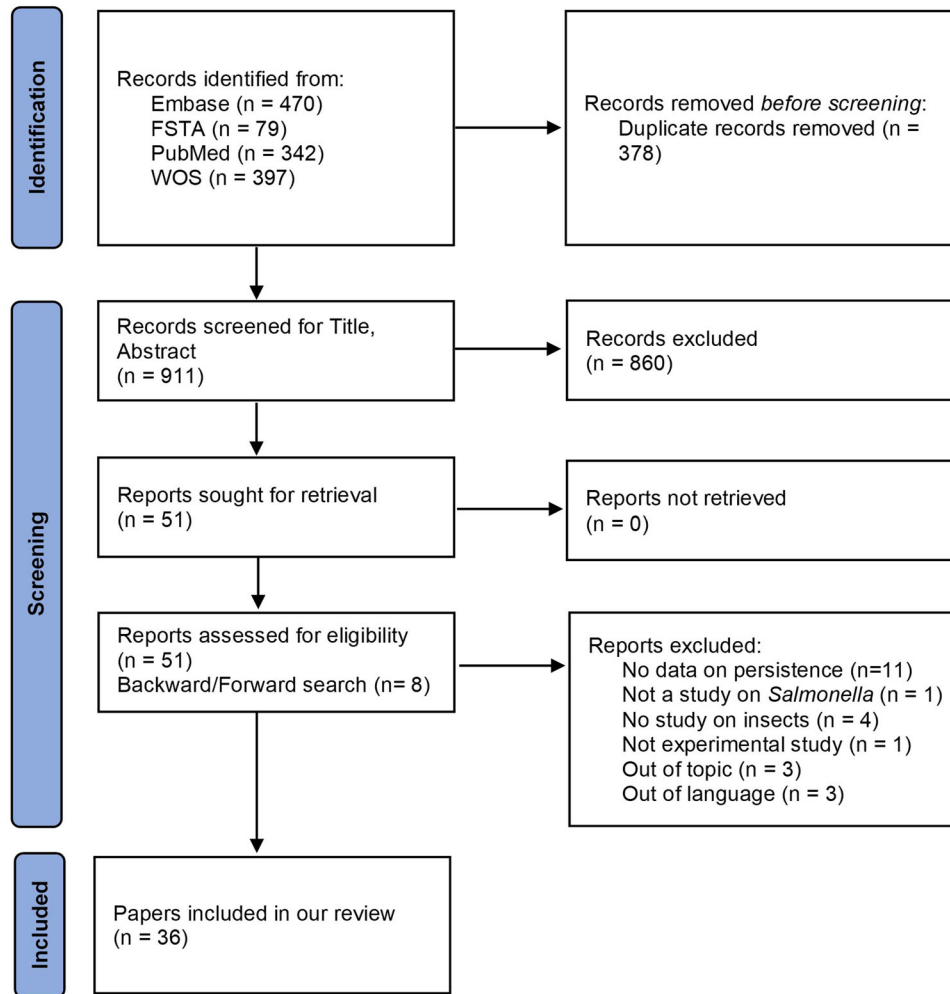 Identification
Records identified from:
Embase (n = 470)
FSTA (n = 79)
PubMed (n = 342)
WOS (n = 397)
Records removed before screening:
Duplicate records removed (n =
378)
Screening
Records screened for Title,
Abstract
(n = 911)
Records excluded
(n = 860)
Reports sought for retrieval
(n = 51)
Reports not retrieved
(n = 0)
Reports assessed for eligibility
(n = 51)
Backward/Forward search (n= 8)
Reports excluded:
No data on persistence (n=11)
Not a study on Salmonella (n = 1)
No study on insects (n = 4)
Not experimental study (n = 1)
Out of topic (n = 3)
Out of language (n = 3)
Included
Papers included in our review
(n = 36)